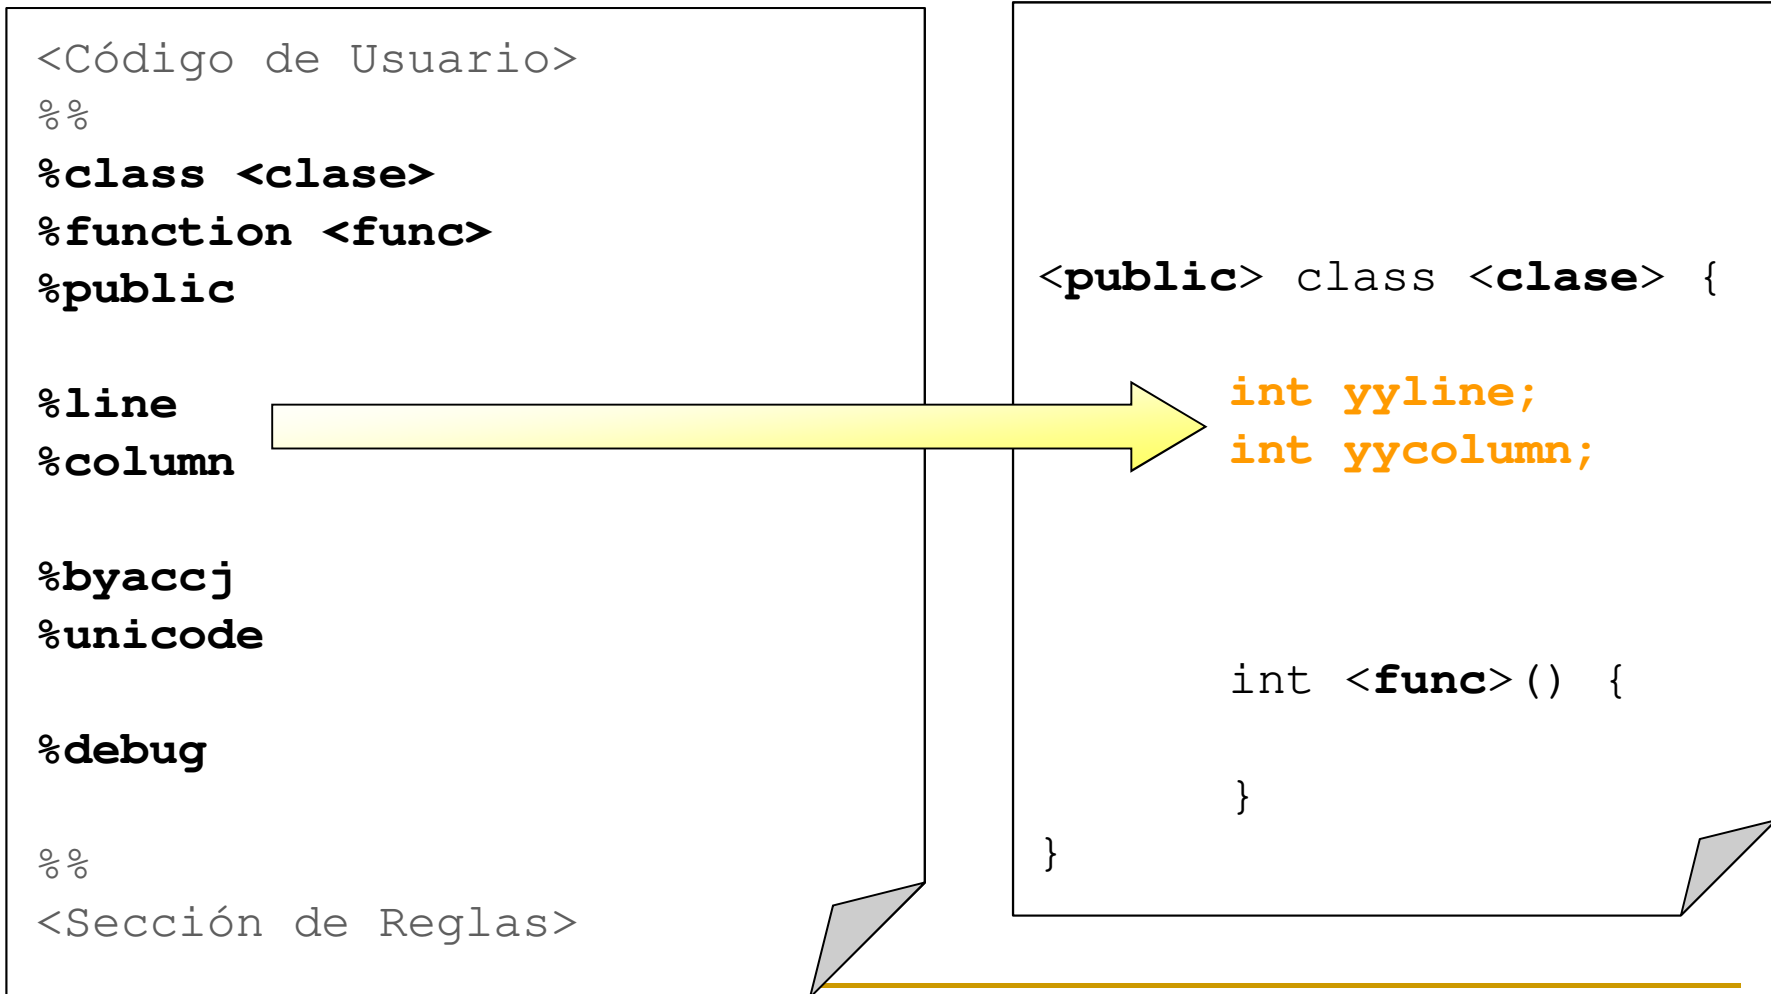 <Código de Usuario>
%%
%class <clase>
%function <func>
%public
%line
%column
%byaccj
%unicode
%debug
%%
<Sección de Reglas>
<public> class <clase> {
int yyline;
int yycolumn;
int <func>() {
}
}